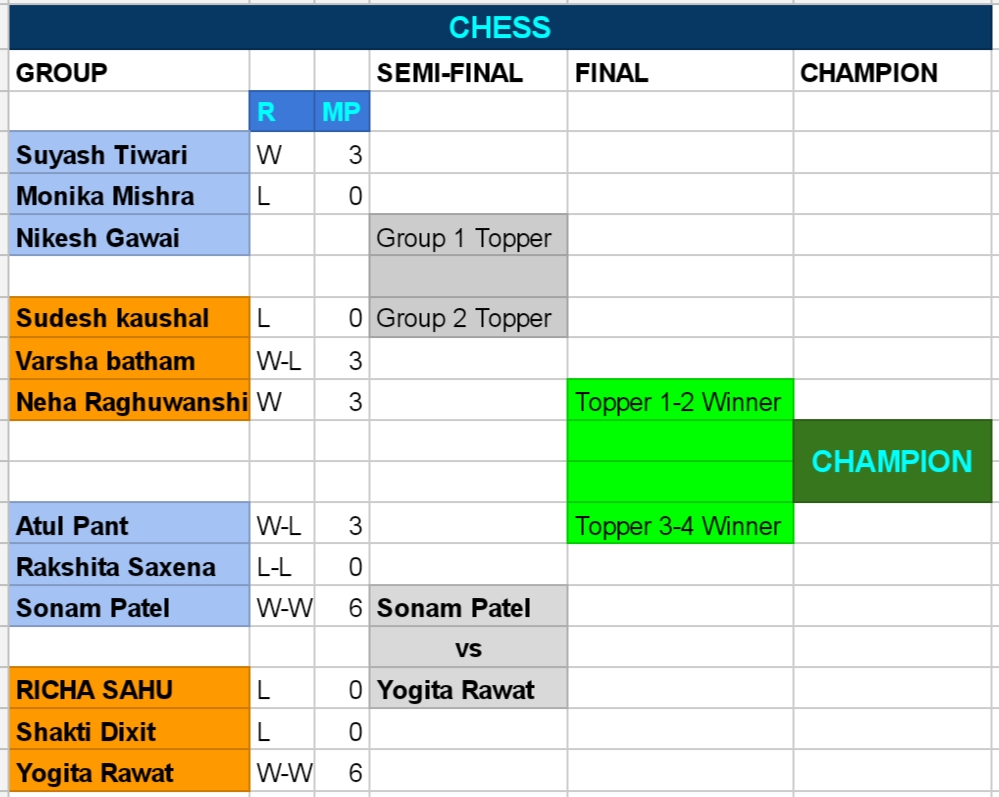 CHESS
GROUP SEMI-FINAL FINAL CHAMPION
R MP
Suyash Tiwari W 3
Monika Mishra L 0
Nikesh Gawai Group 1 Topper
Sudesh kaushal L 0 Group 2 Topper
Varsha batham W-L 3
Neha Raghuwanshi W 3 Topper 1-2 Winner
CHAMPION
Atul Pant W-L 3 Topper 3-4 Winner
Rakshita Saxena L-L 0
Sonam Patel W-W 6 Sonam Patel
vs
RICHA SAHU L 0 Yogita Rawat
Shakti Dixit L 0
Yogita Rawat W-W 6